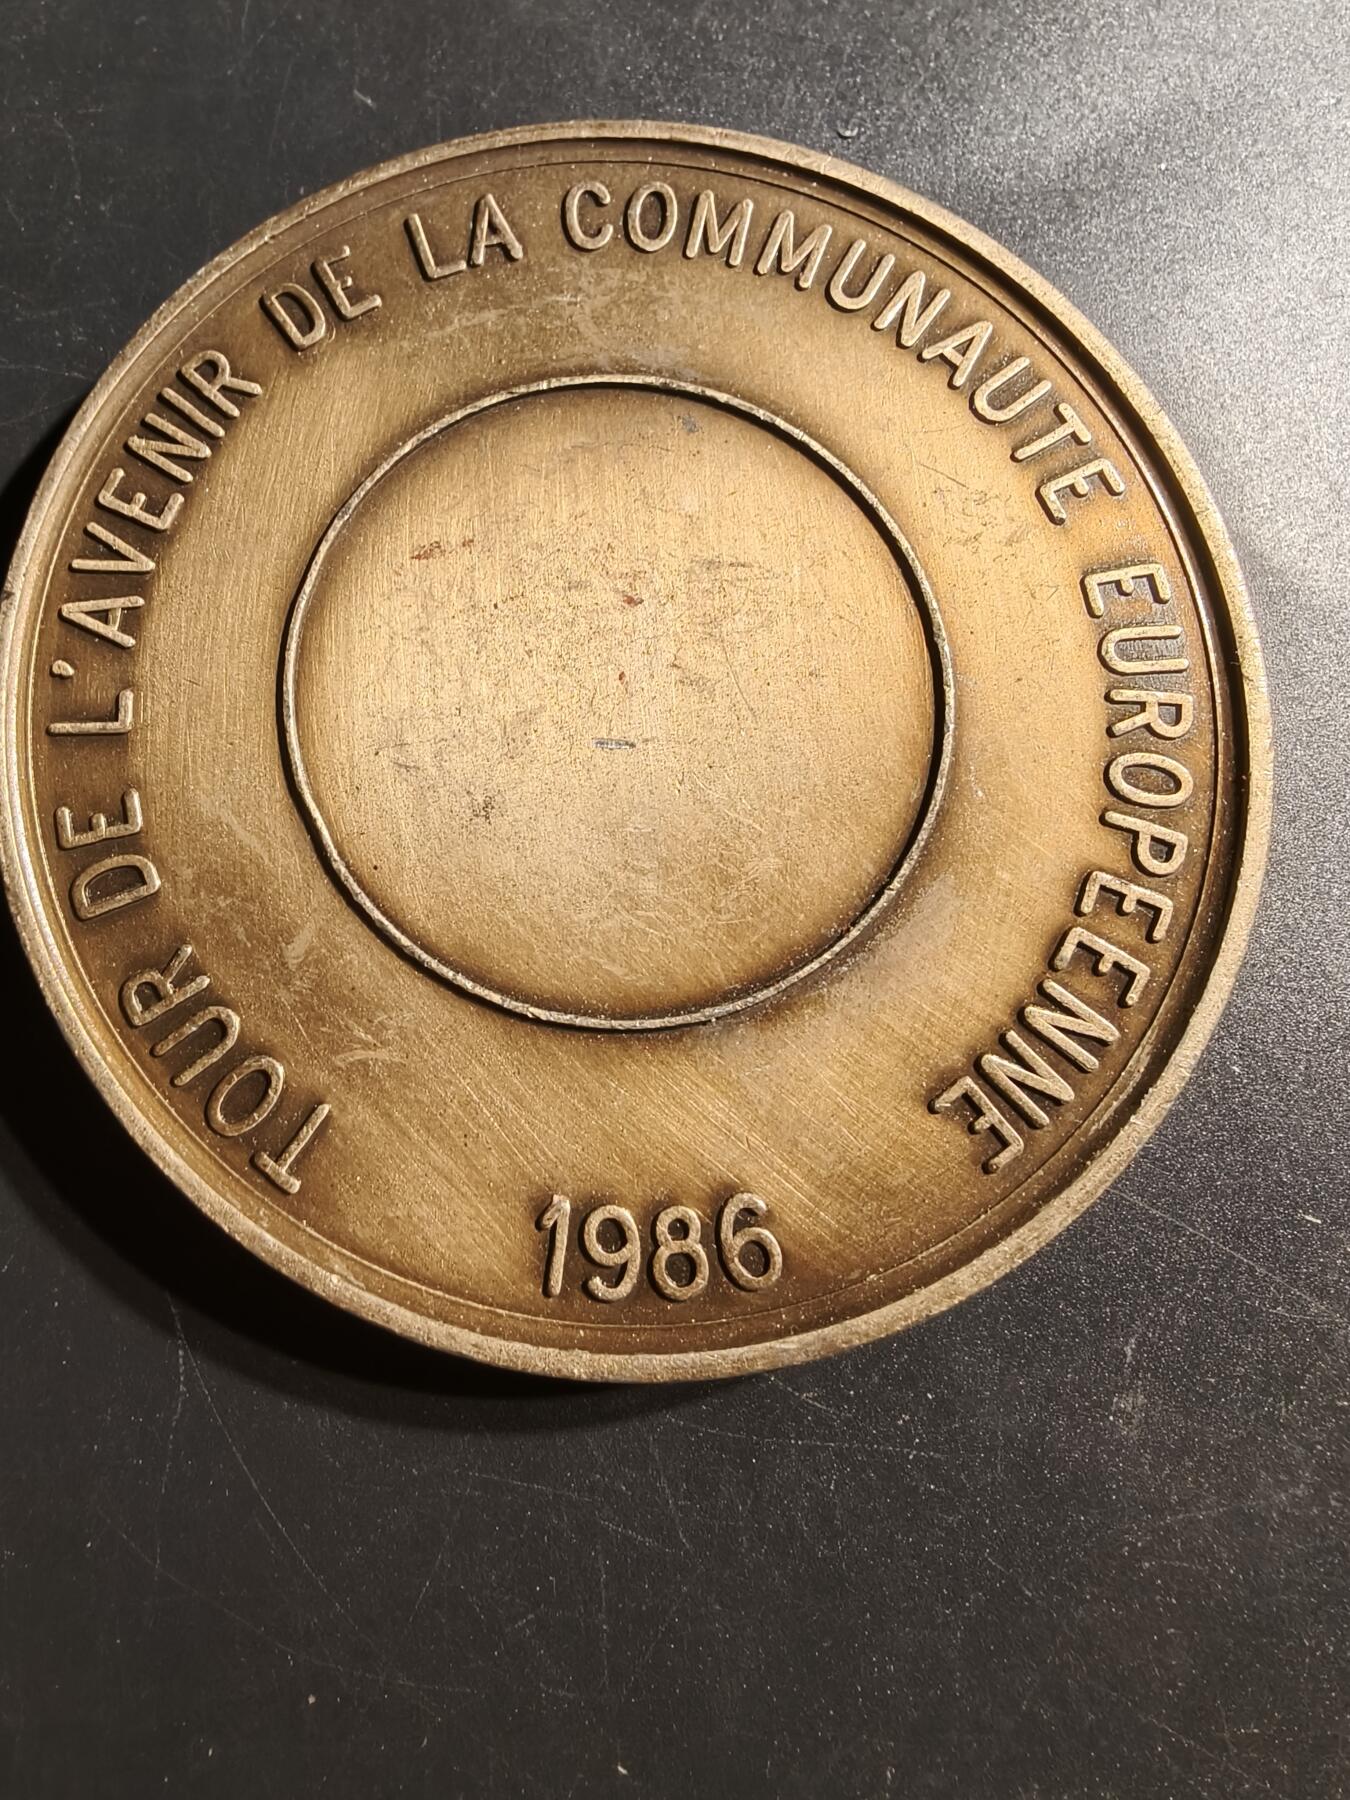 TOUR DE L'AVENIR DE LA COMMUNAUTE EUROPEENNE
1986